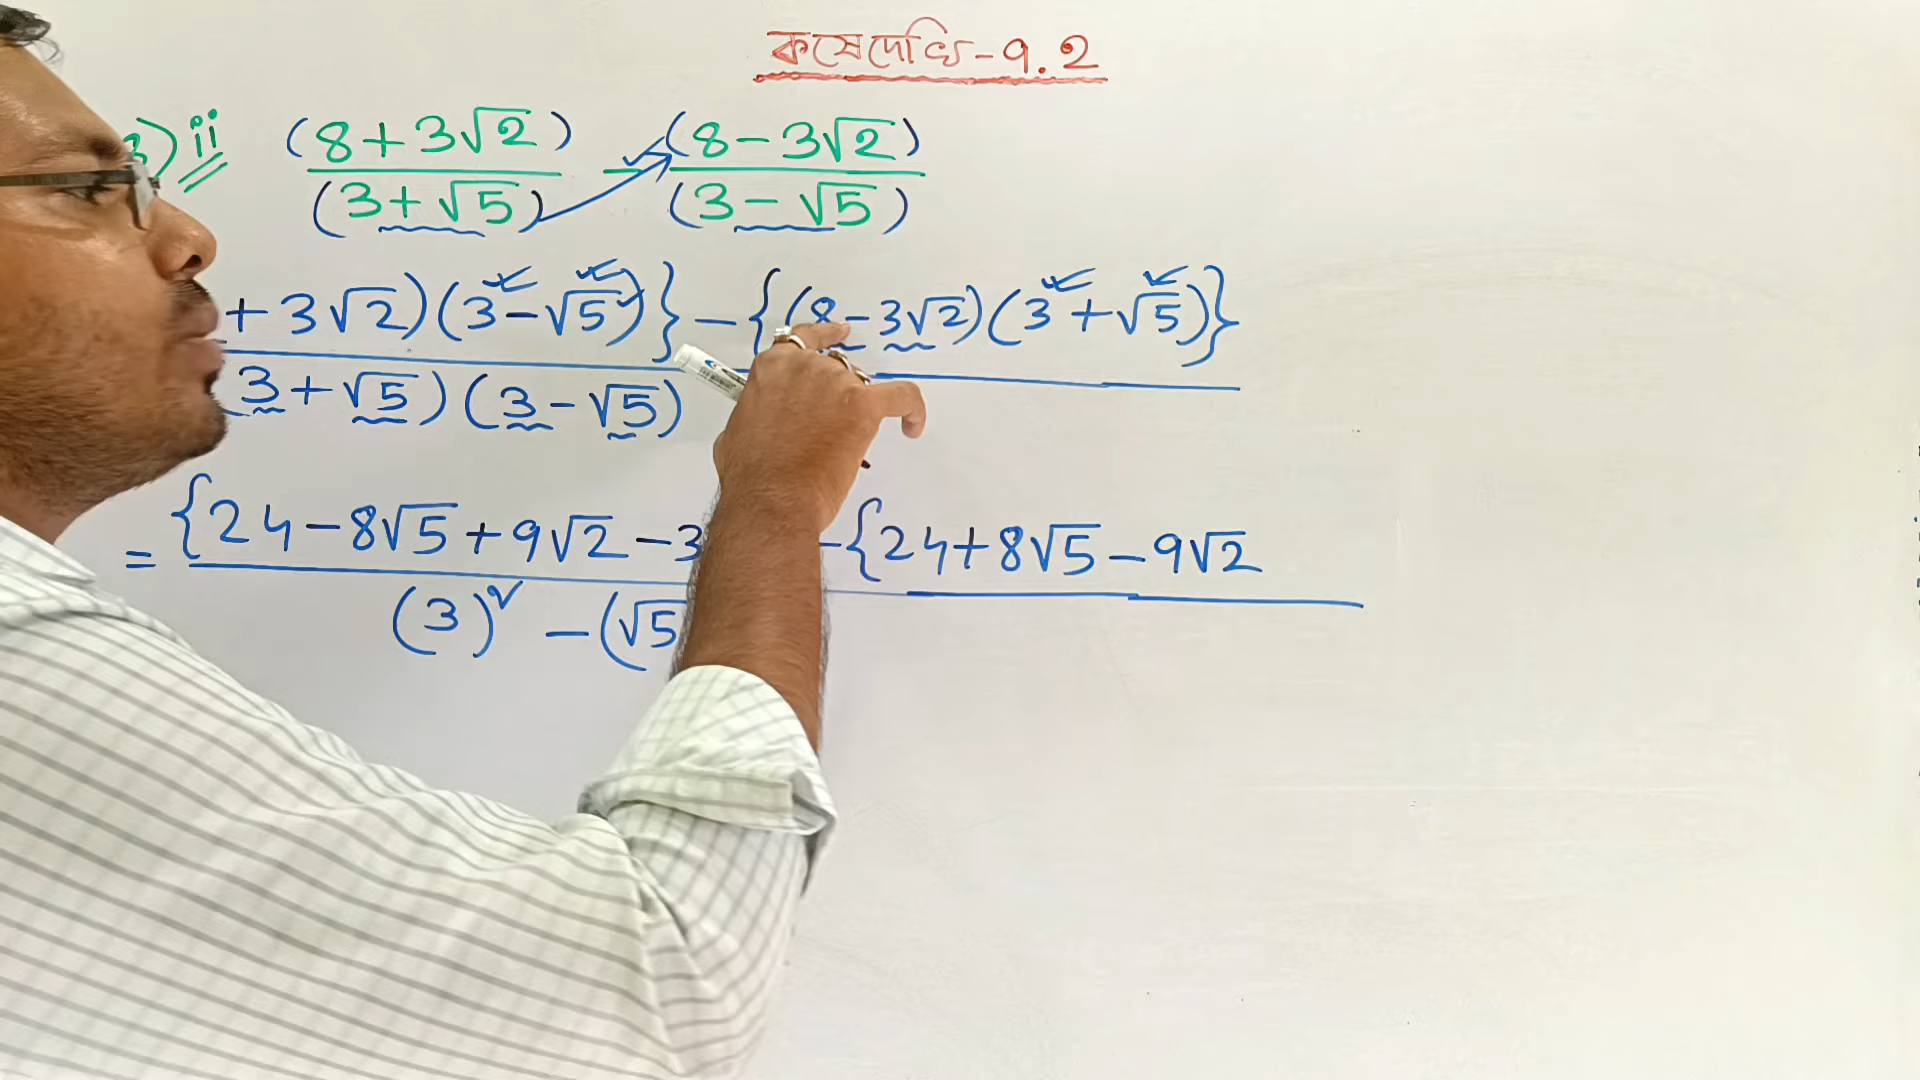 কষে দেখি - 9.2
3) ii (8+3√2)/(3+√5) - (8-3√2)/(3-√5)
+ 3√2)(3-√5)} - {(8-3√2)(3+√5)}
(3+√5)(3-√5)
= {24-8√5+9√2-3 - {24+8√5-9√2
(3)² - (√5